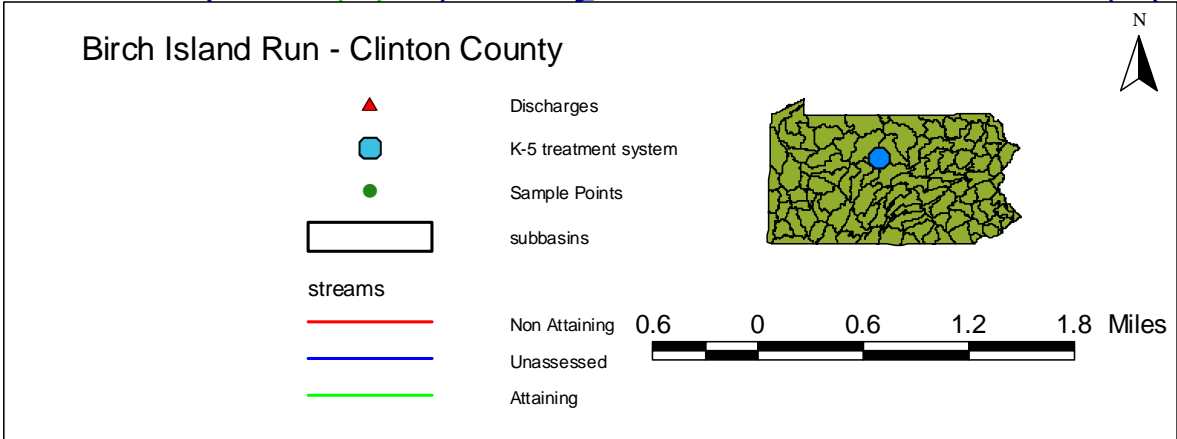 N
Birch Island Run - Clinton County
Discharges
K-5 treatment system
Sample Points
subbasins
streams
Non Attaining
Unassessed
Attaining
0.6 0 0.6 1.2 1.8 Miles